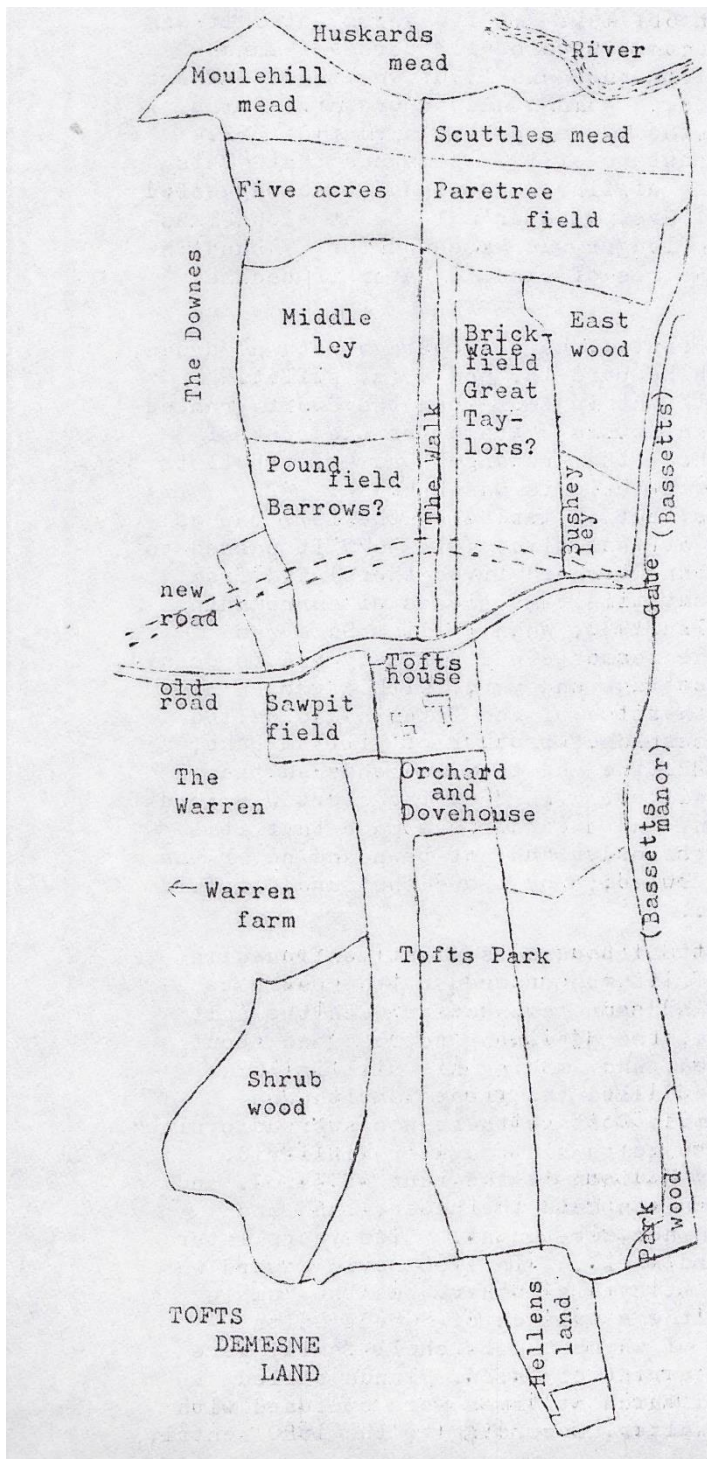 Huskards
mead
River
Moulehill
mead
Scuttles mead
Five acres
Paretree
field
The Downes
Middle
ley
East
wood
Brick-
wale
field
Great
Tay-
lors?
The Walk
Pound field
Barrows?
Bushey
ley
Gate (Bassetts)
new
road
old
road
Tofts
house
Sawpit
field
The
Warren
Orchard
and
Dovehouse
(Bassetts
manor)
← Warren
farm
Tofts Park
Shrub
wood
Park
wood
Hellens
land
TOFTS
DEMESNE
LAND